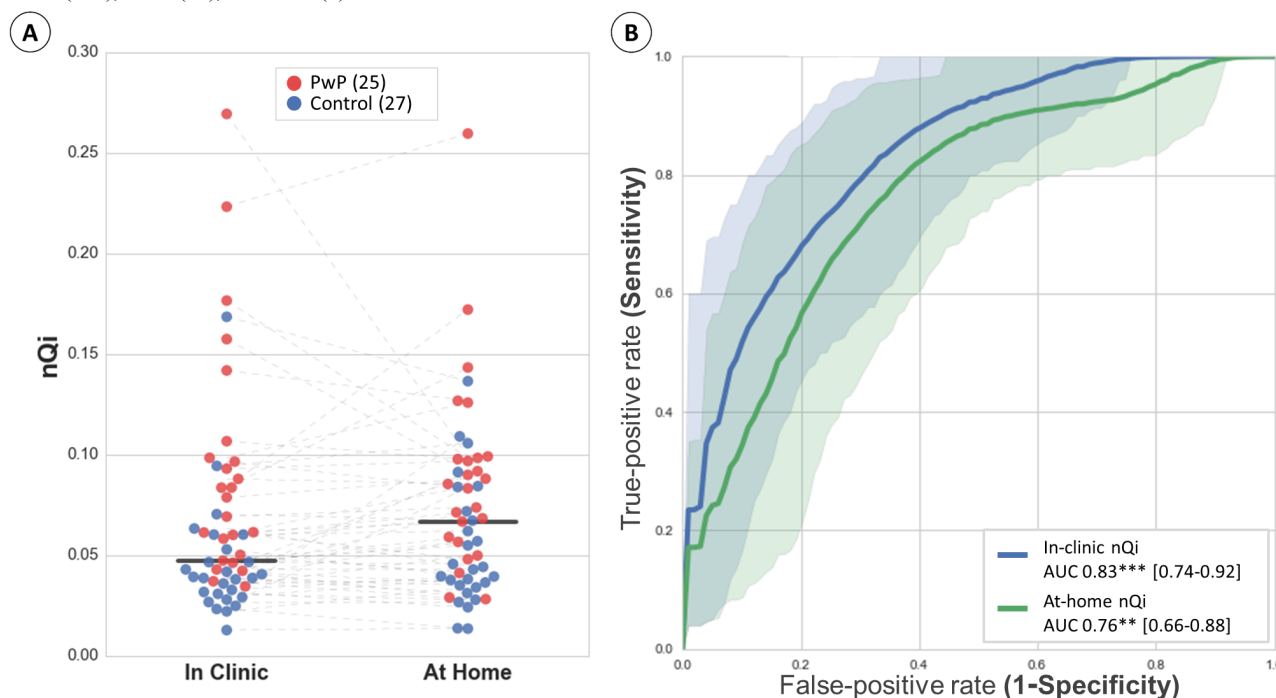 A
0.30
0.25
0.20
0.15
0.10
0.05
0.00
nQi
PwP (25)
Control (27)
In Clinic
At Home
B
1.0
0.8
0.6
0.4
0.2
0.0
True-positive rate (Sensitivity)
In-clinic nQi
AUC 0.83*** [0.74-0.92]
At-home nQi
AUC 0.76** [0.66-0.88]
0.0
0.2
0.4
0.6
0.8
False-positive rate (1-Specificity)